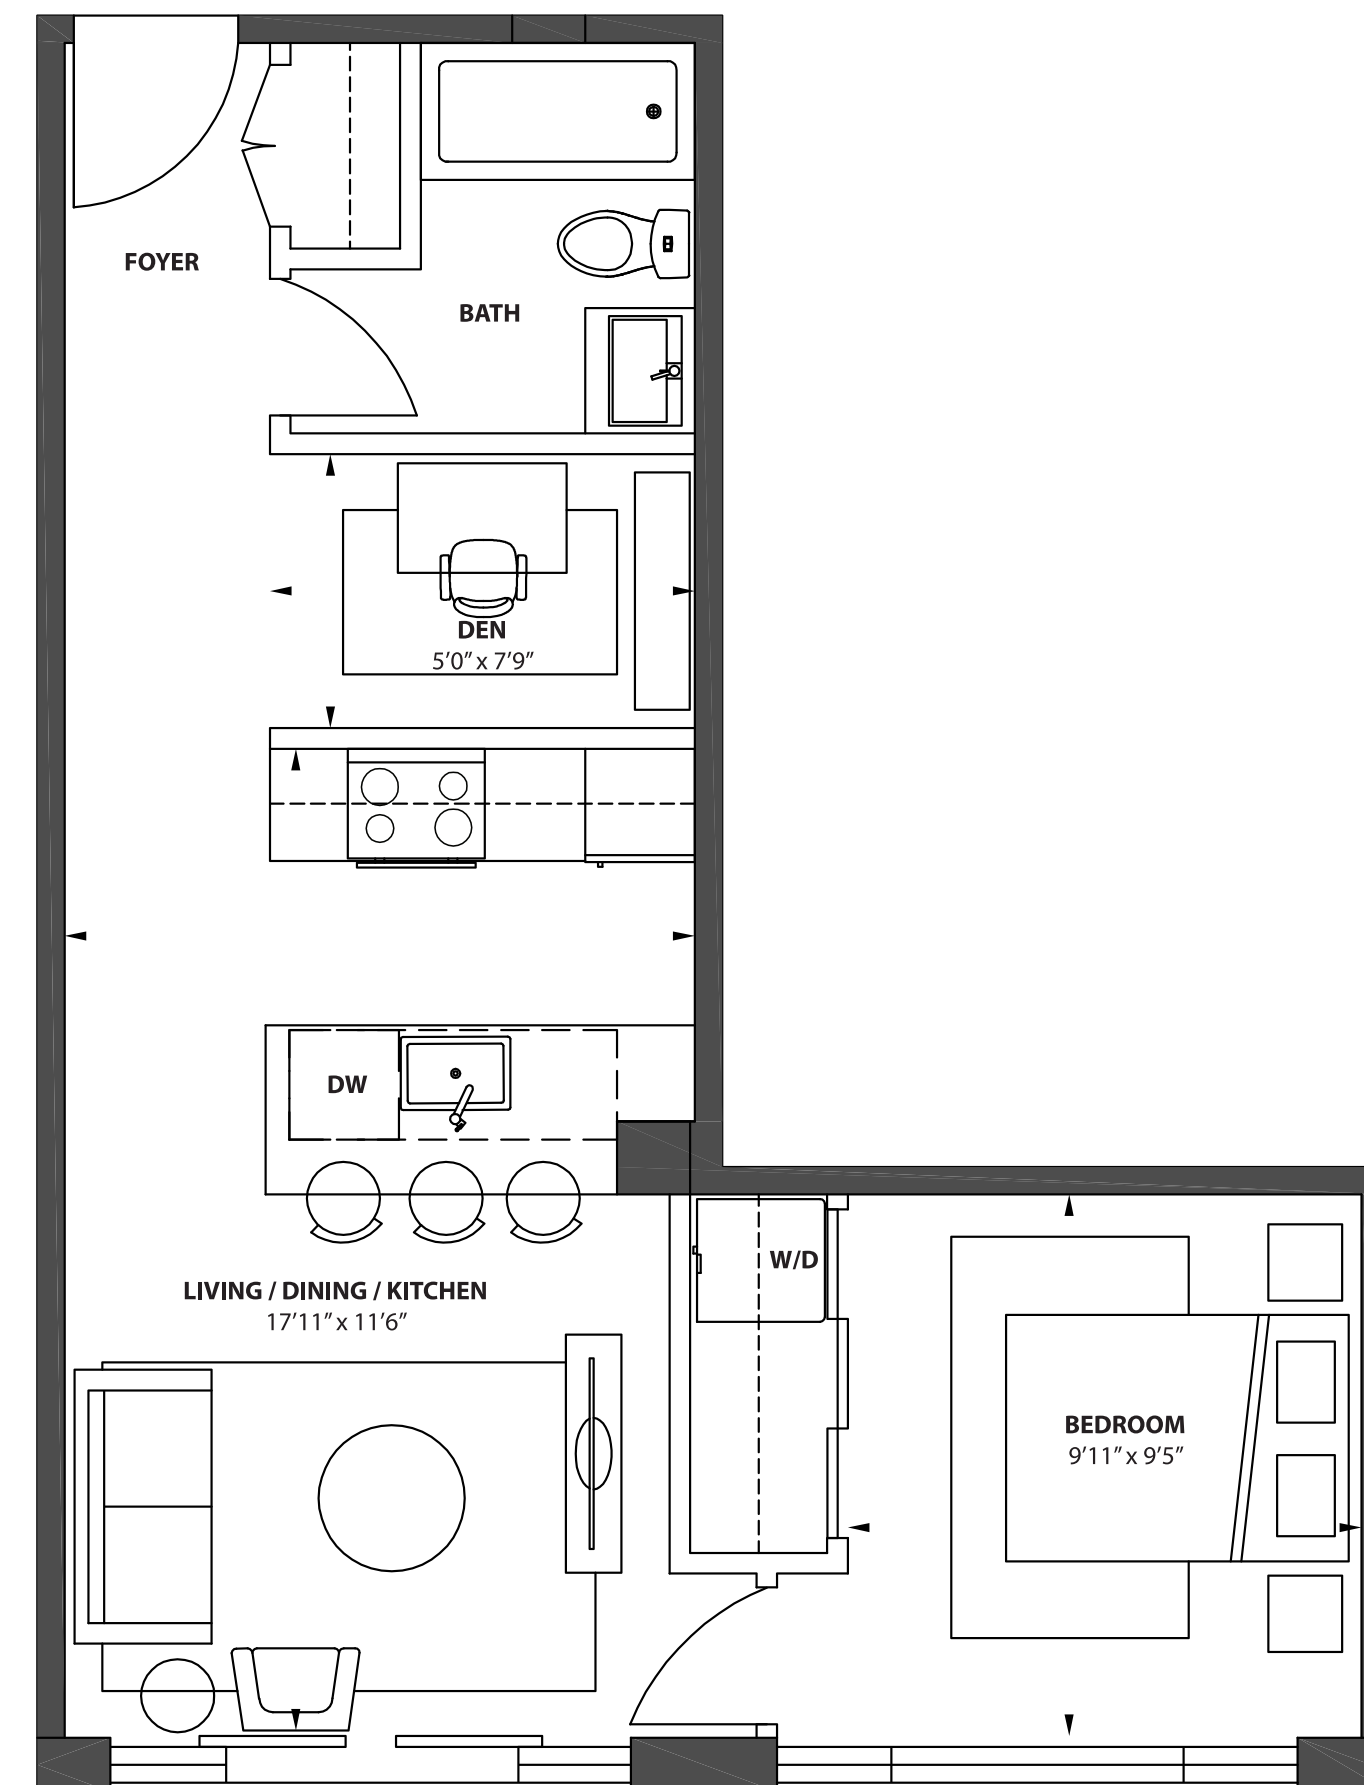 FOYER
BATH
DEN
5’0” x 7’9”
DW
W/D
LIVING / DINING / KITCHEN
17’11” x 11’6”
BEDROOM
9’11” x 9’5”